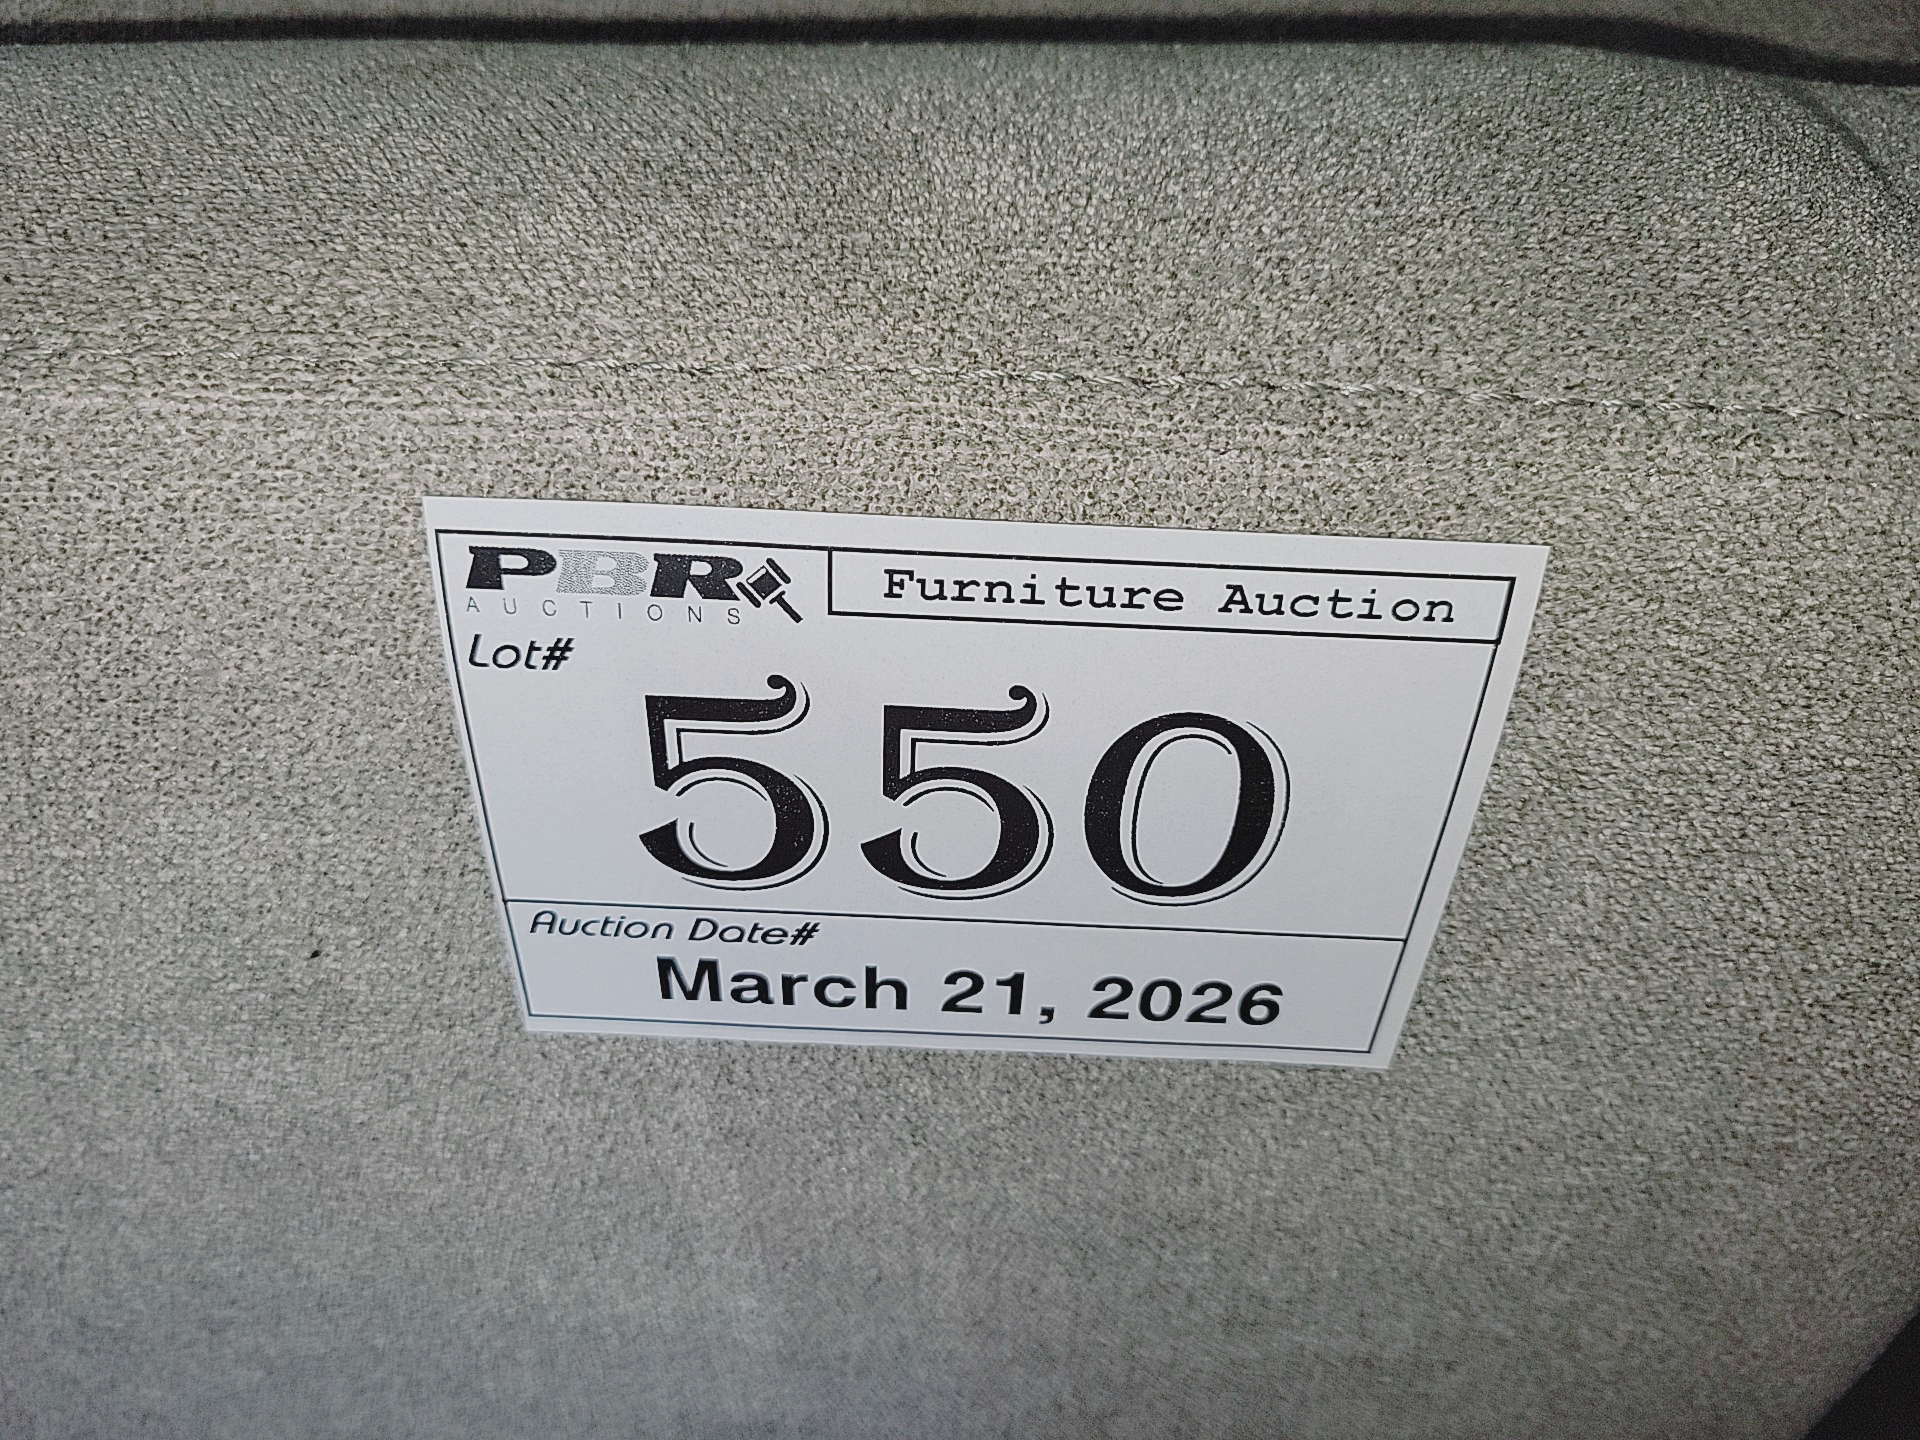 PBR
AUCTIONS
Furniture Auction
Lot#
550
Auction Date#
March 21, 2026